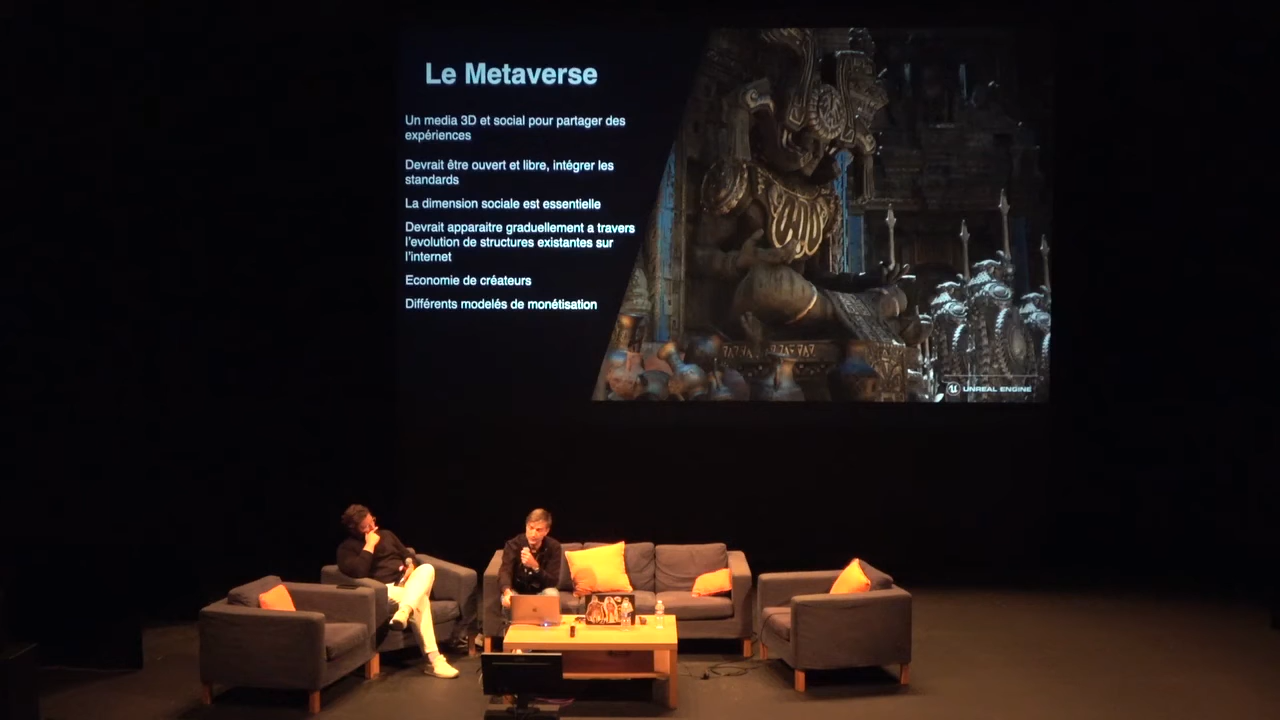 Le Metaverse
Un media 3D et social pour partager des
expériences
Devrait être ouvert et libre, intégrer les
standards
La dimension sociale est essentielle
Devrait apparaitre graduellement a travers
l'evolution de structures existantes sur
l'internet
Economie de créateurs
Différents modelés de monétisation
UNREAL ENGINE